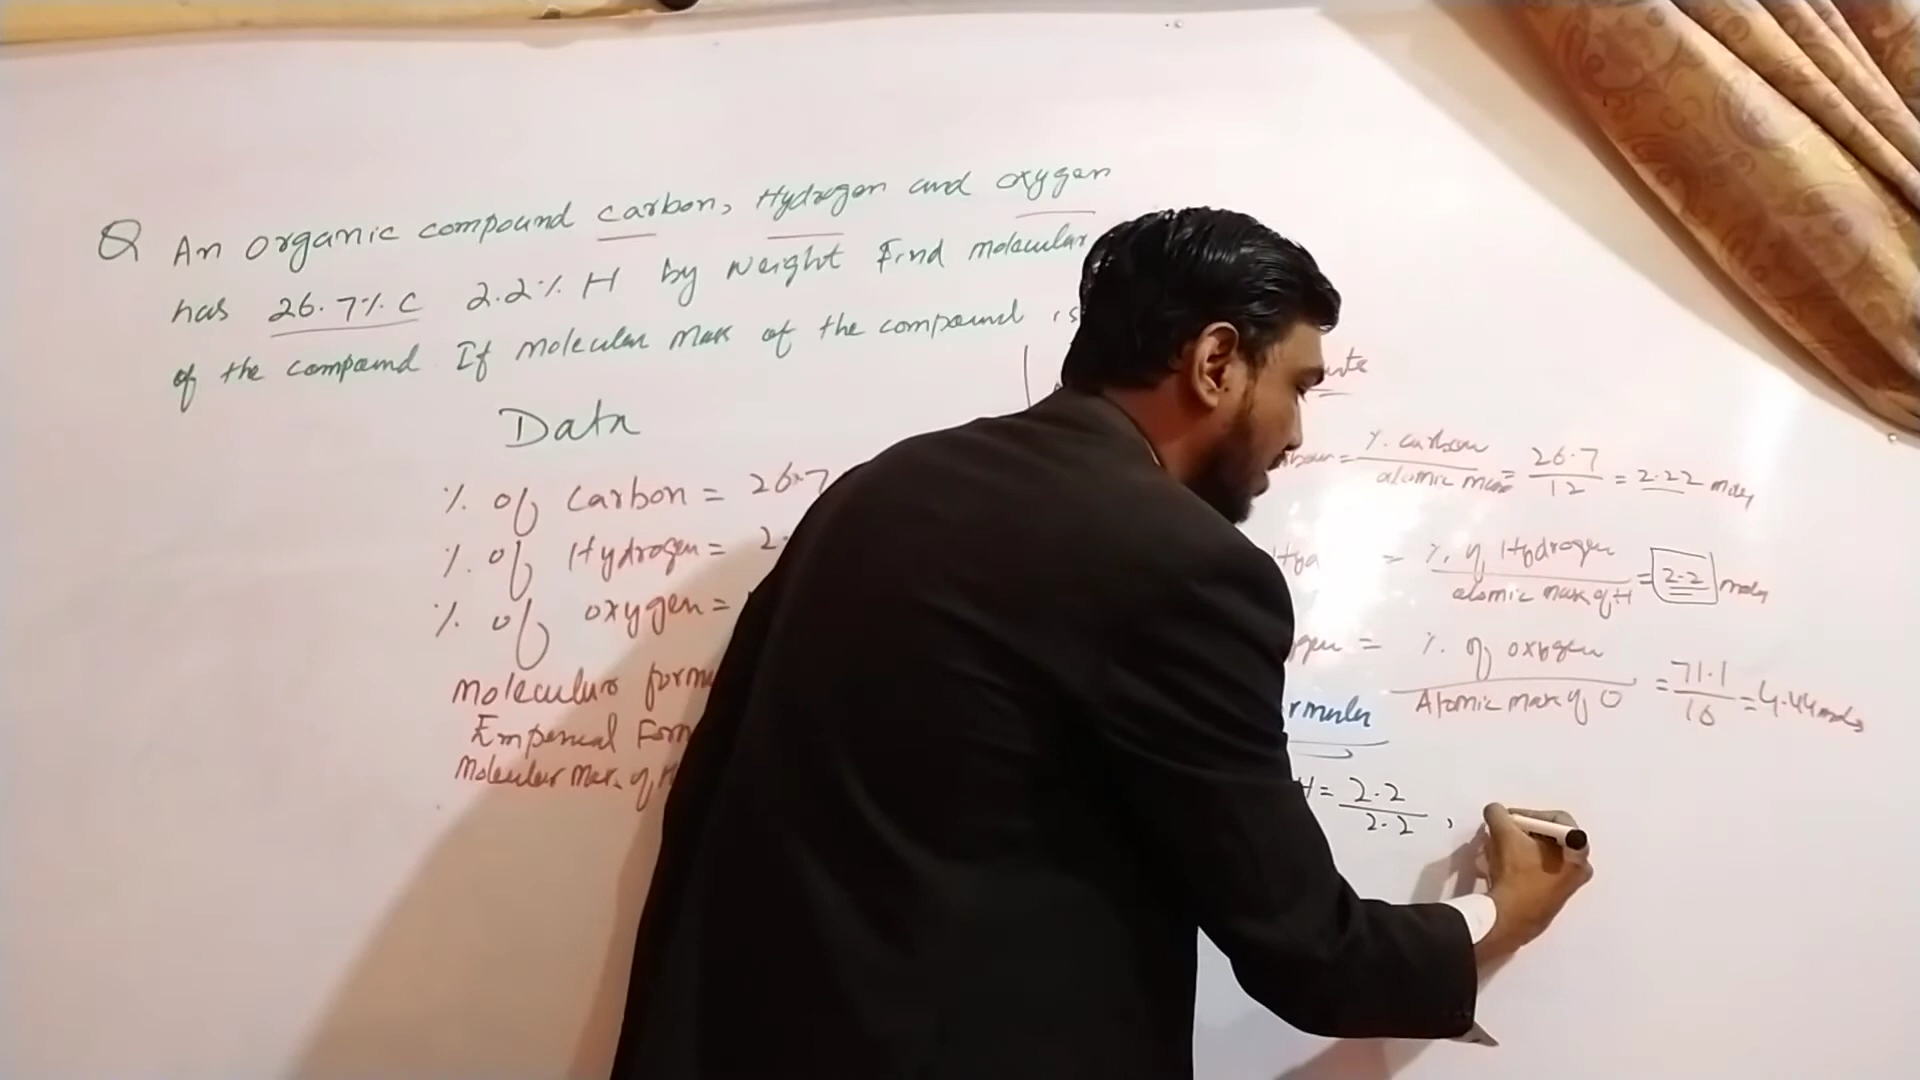 Q An organic compound carbon, Hydrogen and oxygen
has 26.7% C 2.2% H by weight Find molecular
of the compound If molecular Mass of the compound is
Data
% of carbon = 26.7
% of Hydrogen = 2.
% of oxygen =
molecular form
Emperical Form
Molecular Mas. of
= % carbon / atomic mass = 26.7 / 12 = 2.22 moles
Hyd = % of Hydrogen / atomic mass of H = 2.2 moles
gen = % of oxygen / Atomic mass of O = 71.1 / 16 = 4.44 moles
rmula
H = 2.2 / 2.2 ,